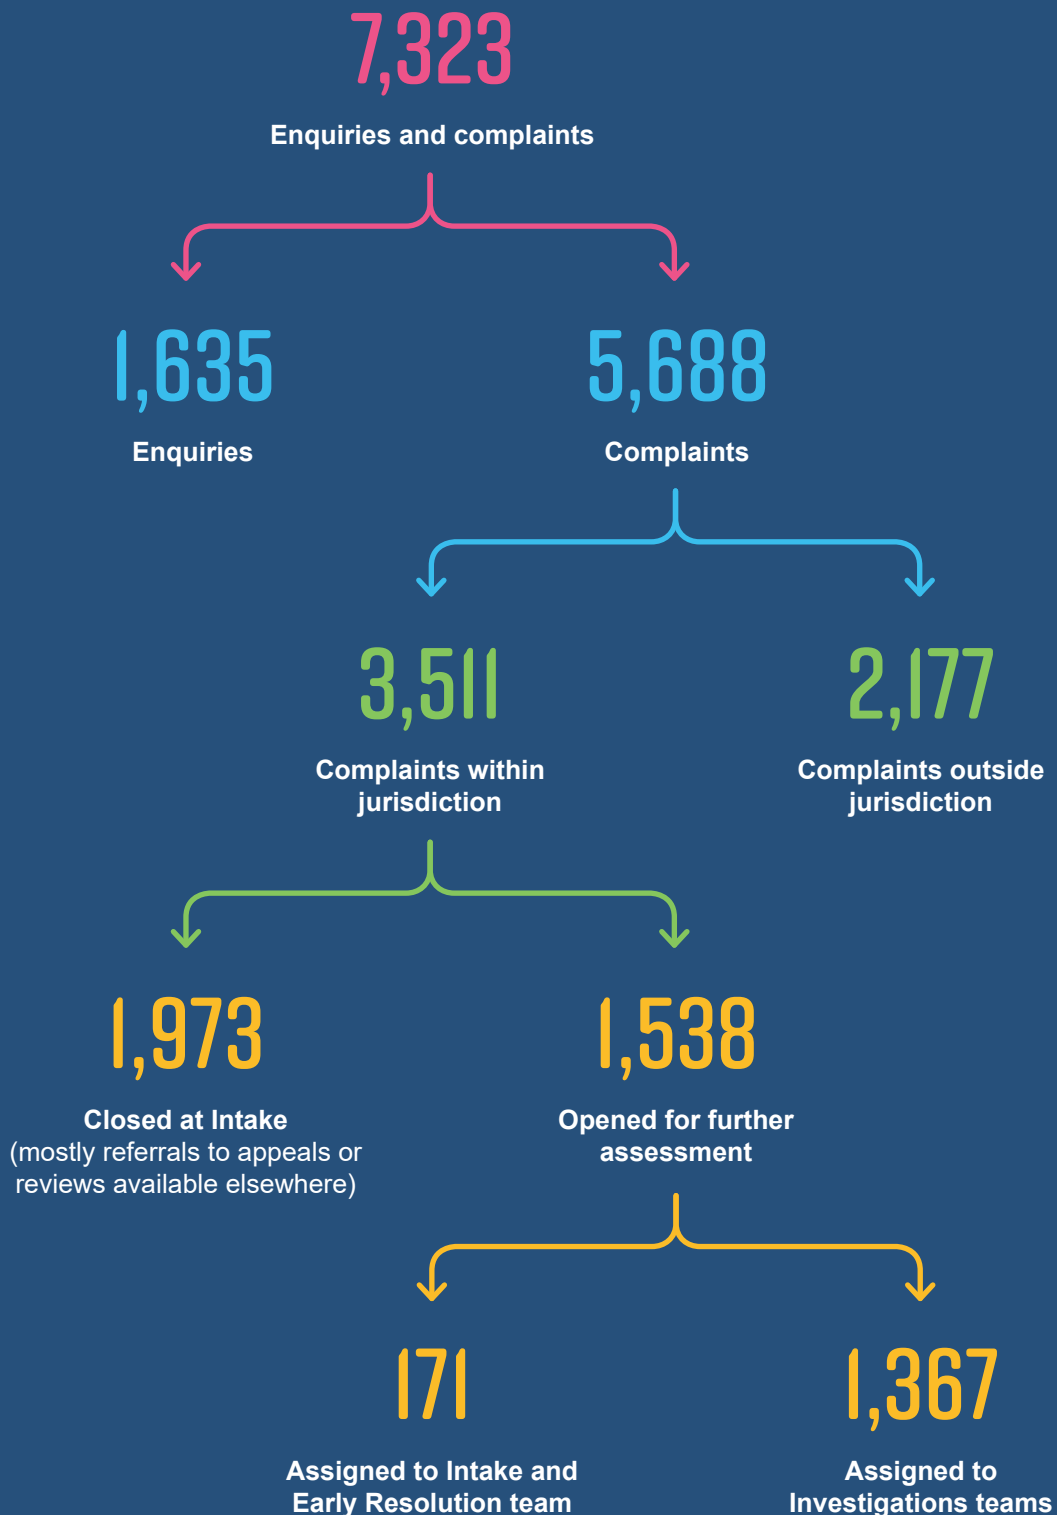 7,323
Enquiries and complaints
1,635
Enquiries
5,688
Complaints
3,511
Complaints within
jurisdiction
2,177
Complaints outside
jurisdiction
1,973
Closed at Intake
(mostly referrals to appeals or
reviews available elsewhere)
1,538
Opened for further
assessment
171
Assigned to Intake and
Early Resolution team
1,367
Assigned to
Investigations teams